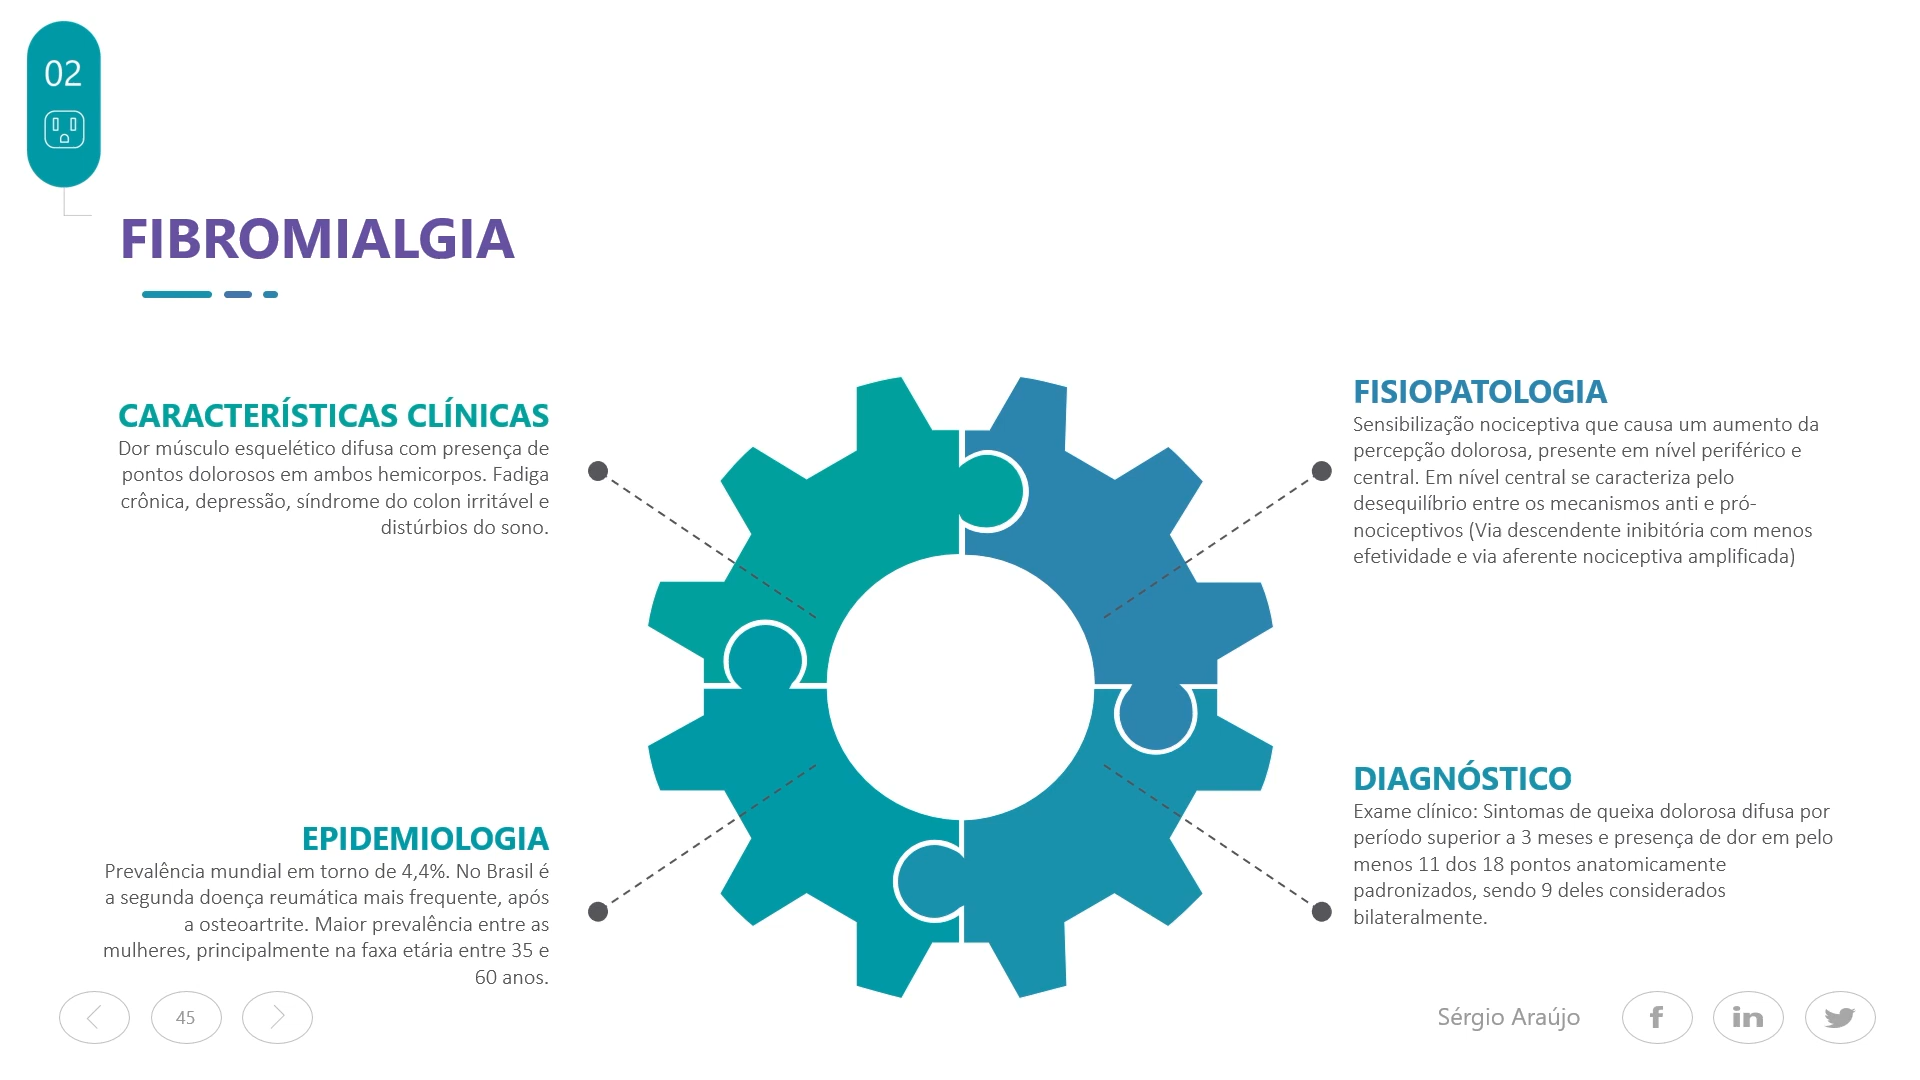 02
FIBROMIALGIA
CARACTERÍSTICAS CLÍNICAS
Dor músculo esquelético difusa com presença de
pontos dolorosos em ambos hemicorpos. Fadiga
crônica, depressão, síndrome do colon irritável e
distúrbios do sono.
FISIOPATOLOGIA
Sensibilização nociceptiva que causa um aumento da
percepção dolorosa, presente em nível periférico e
central. Em nível central se caracteriza pelo
desequilíbrio entre os mecanismos anti e pró-
nociceptivos (Via descendente inibitória com menos
efetividade e via aferente nociceptiva amplificada)
EPIDEMIOLOGIA
Prevalência mundial em torno de 4,4%. No Brasil é
a segunda doença reumática mais frequente, após
a osteoartrite. Maior prevalência entre as
mulheres, principalmente na faxa etária entre 35 e
60 anos.
DIAGNÓSTICO
Exame clínico: Sintomas de queixa dolorosa difusa por
período superior a 3 meses e presença de dor em pelo
menos 11 dos 18 pontos anatomicamente
padronizados, sendo 9 deles considerados
bilateralmente.
45
Sérgio Araújo
f
in